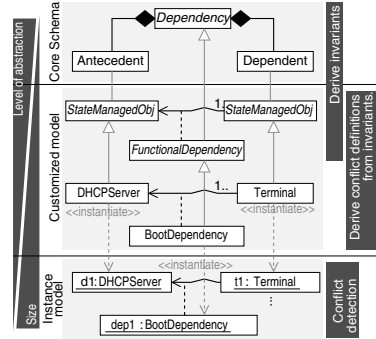 Level of abstraction
Size
Core Schema
Dependency
Antecedent
Dependent
Derive invariants
Customized model
StateManagedObj
1..
StateManagedObj
FunctionalDependency
DHCPServer
1..
Terminal
<<instantiate>>
<<instantiate>>
BootDependency
Derive conflict definitions
from invariants
Instance
model
<<instantiate>>
d1:DHCPServer
t1 : Terminal
⋮
dep1 : BootDependency
Conflict
detection